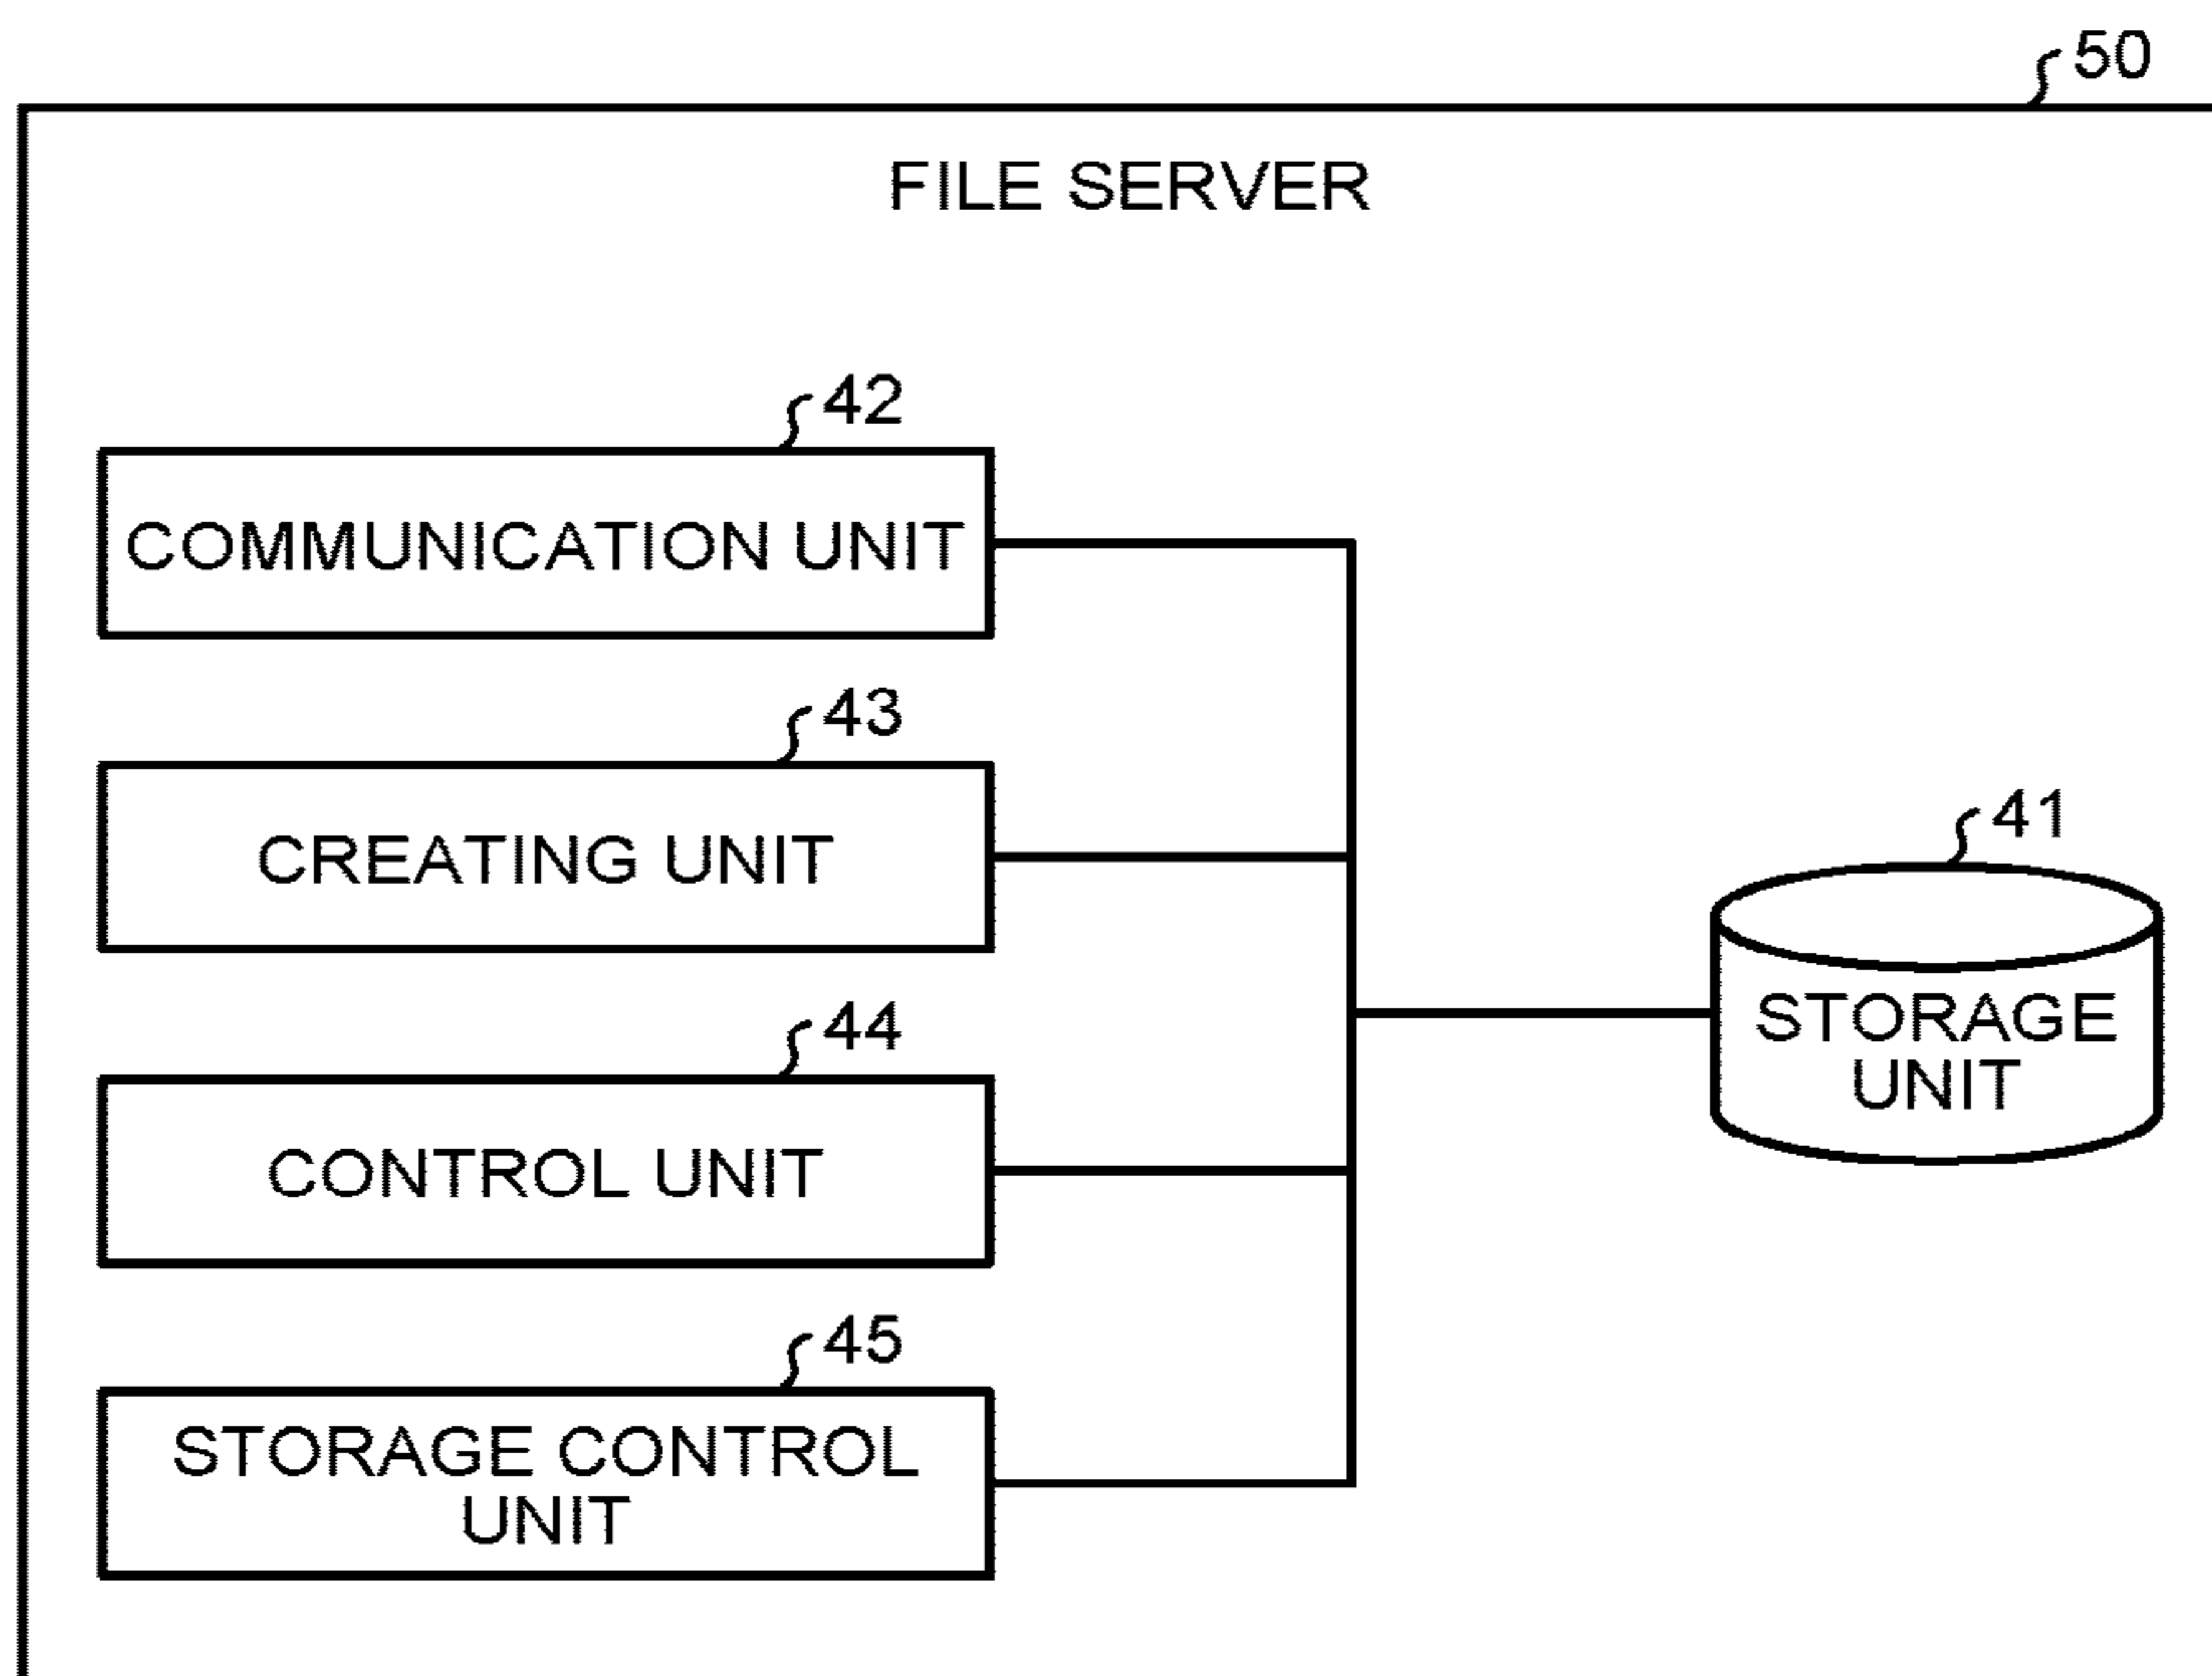 50
FILE SERVER
42
COMMUNICATION UNIT
43
CREATING UNIT
41
STORAGE
UNIT
44
CONTROL UNIT
45
STORAGE CONTROL
UNIT